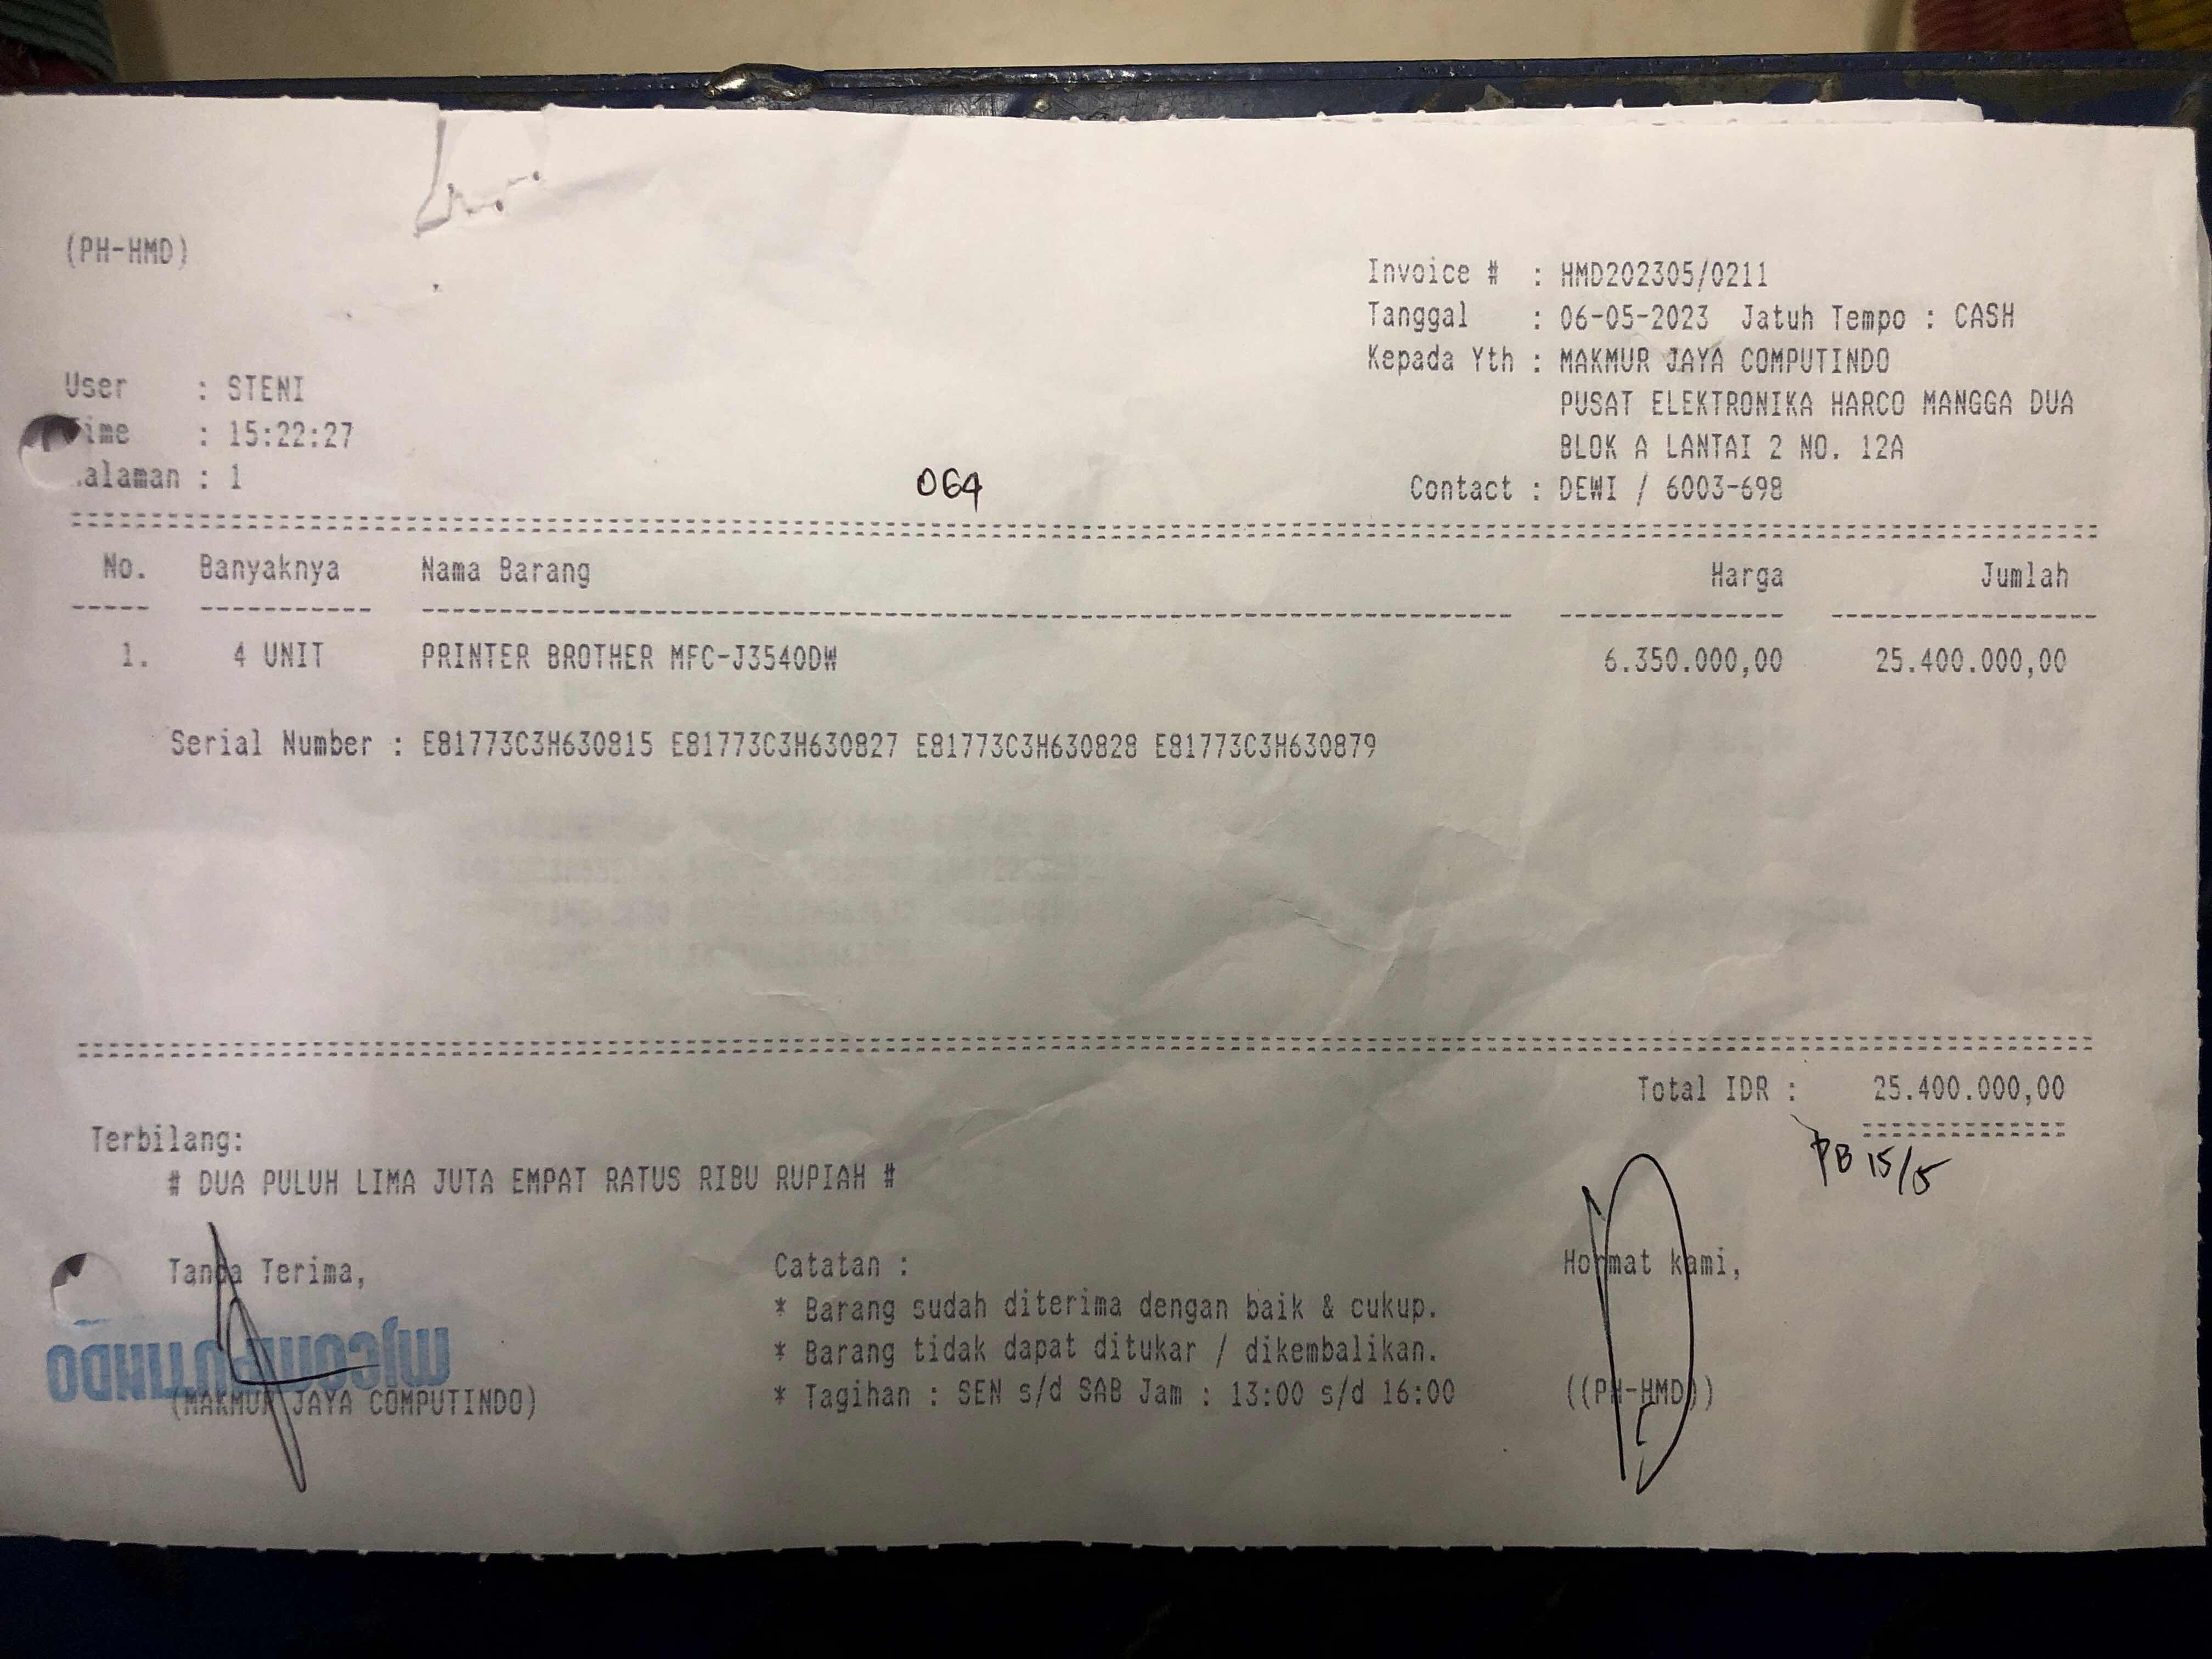 (PH-HMD)
Invoice # : HMD202305/0211
Tanggal : 06-05-2023 Jatuh Tempo : CASH
Kepada Yth : MAKMUR JAYA COMPUTINDO
PUSAT ELEKTRONIKA HARCO MANGGA DUA
BLOK A LANTAI 2 NO. 12A
Contact : DEWI / 6003-698
User : STENI
ime : 15:22:27
alaman : 1
064
No. Banyaknya Nama Barang Harga Jumlah
1. 4 UNIT PRINTER BROTHER MFC-J3540DW 6.350.000,00 25.400.000,00
Serial Number : E81773C3H630815 E81773C3H630827 E81773C3H630828 E81773C3H630879
Total IDR : 25.400.000,00
PB 15/5
Terbilang:
# DUA PULUH LIMA JUTA EMPAT RATUS RIBU RUPIAH #
Tanda Terima,
mjcomputindo
(MAKMUR JAYA COMPUTINDO)
Catatan :
* Barang sudah diterima dengan baik & cukup.
* Barang tidak dapat ditukar / dikembalikan.
* Tagihan : SEN s/d SAB Jam : 13:00 s/d 16:00
Hormat kami,
((PH-HMD))